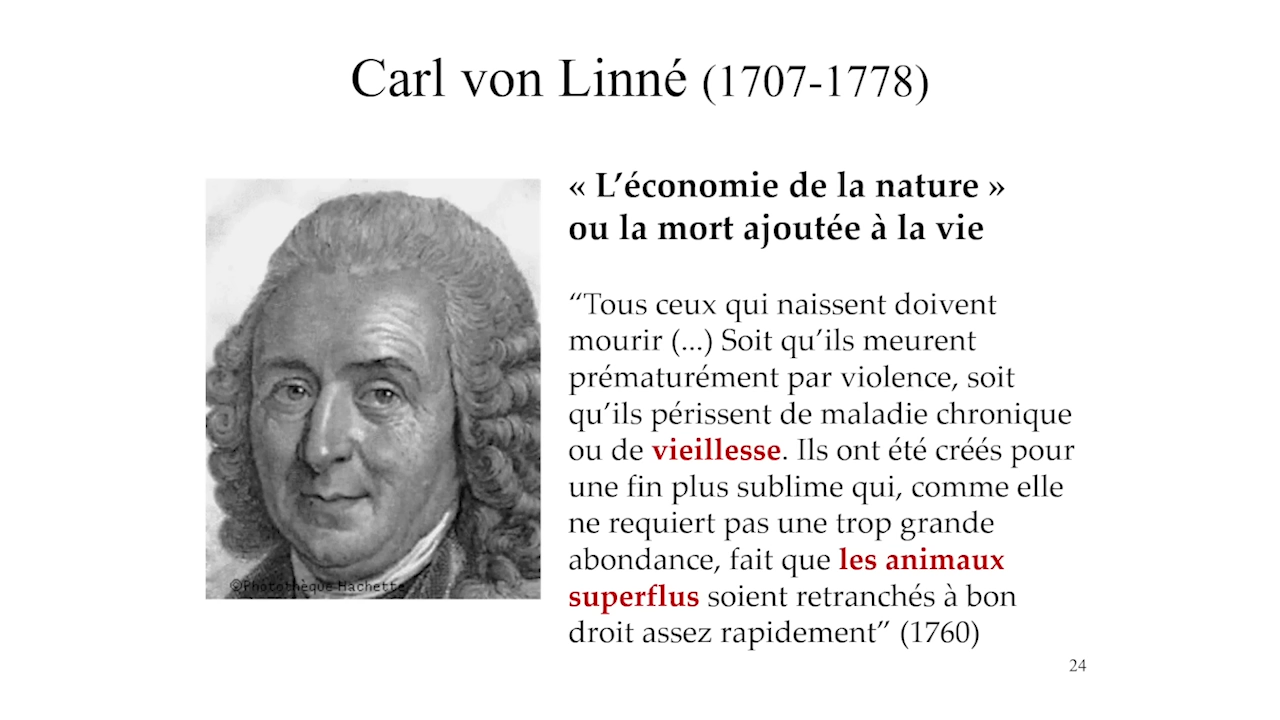 Carl von Linné (1707-1778)
« L’économie de la nature »
ou la mort ajoutée à la vie
“Tous ceux qui naissent doivent
mourir (...) Soit qu’ils meurent
prématurément par violence, soit
qu’ils périssent de maladie chronique
ou de vieillesse. Ils ont été créés pour
une fin plus sublime qui, comme elle
ne requiert pas une trop grande
abondance, fait que les animaux
superflus soient retranchés à bon
droit assez rapidement” (1760)
©Photothèque Hachette
24